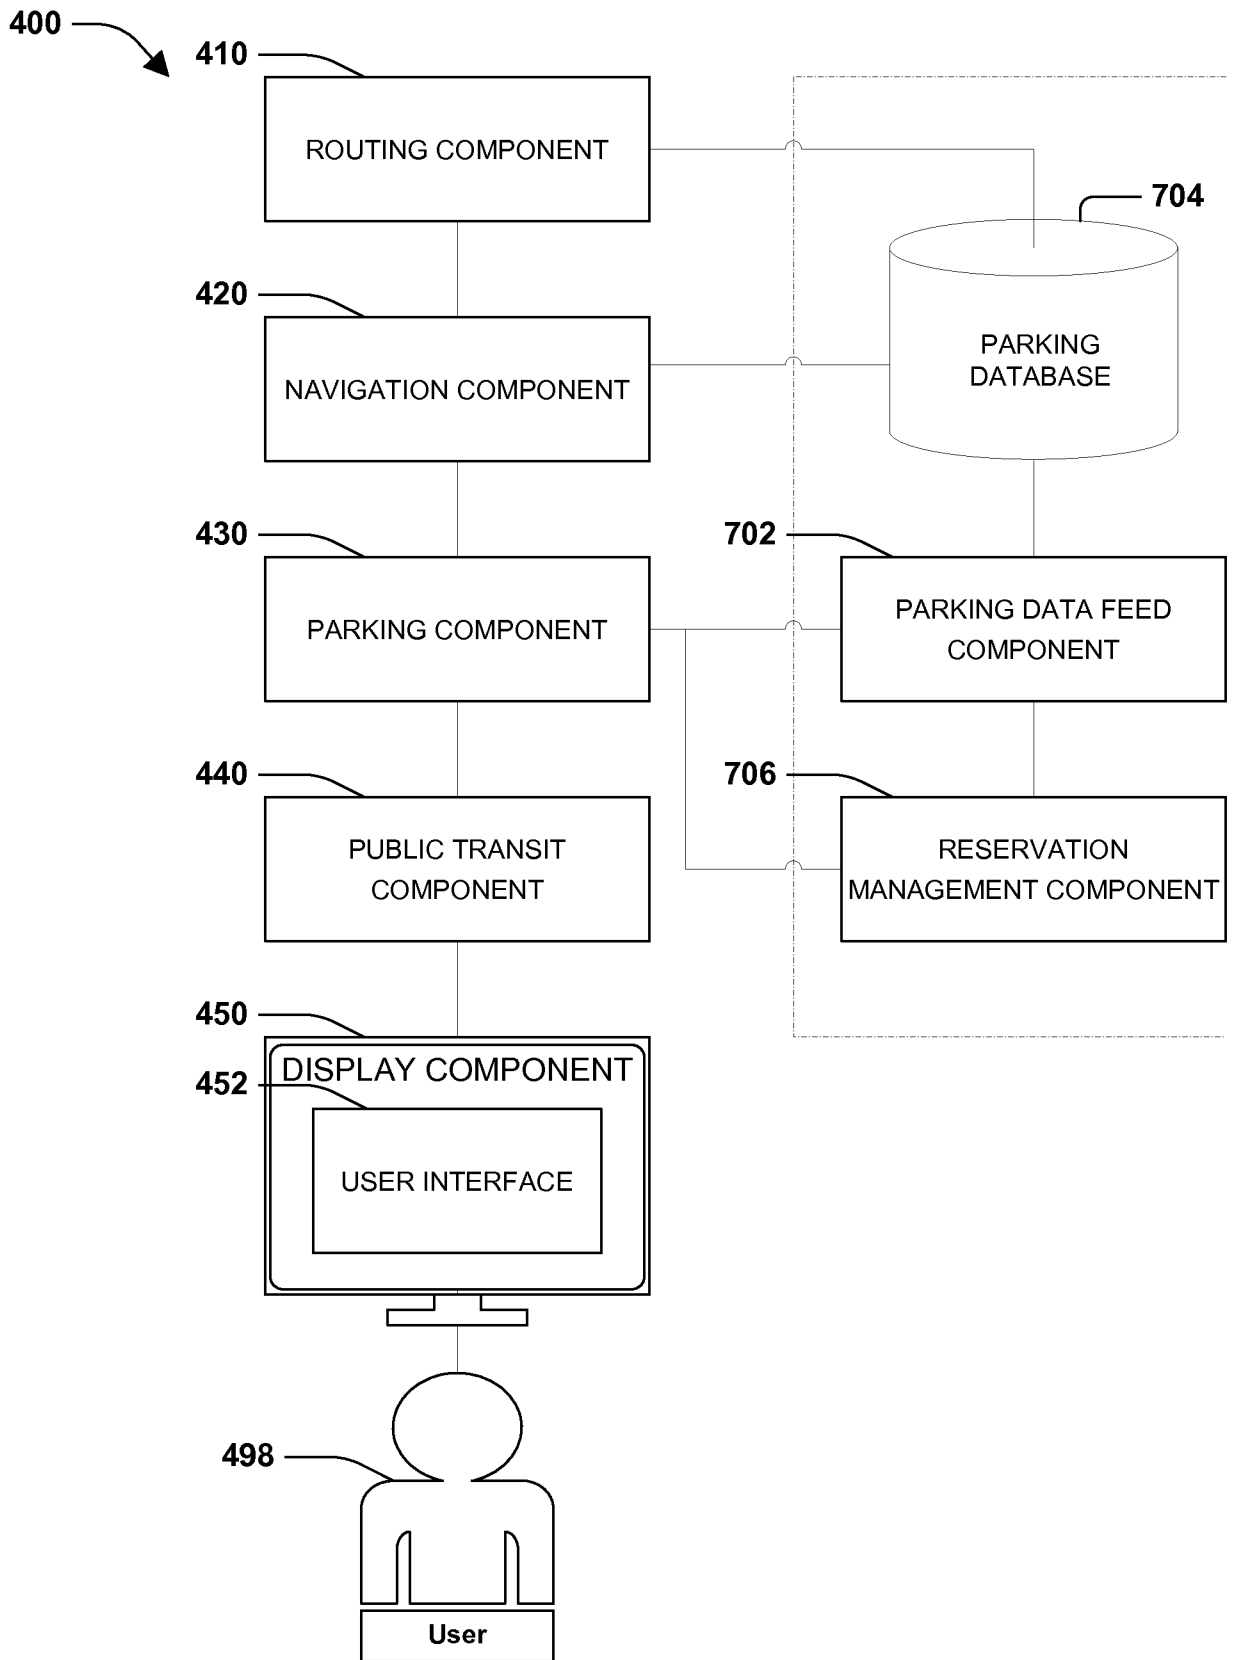 400
410
ROUTING COMPONENT
704
420
PARKING
DATABASE
NAVIGATION COMPONENT
430
702
PARKING COMPONENT
PARKING DATA FEED
COMPONENT
440
706
PUBLIC TRANSIT
COMPONENT
RESERVATION
MANAGEMENT COMPONENT
450
DISPLAY COMPONENT
452
USER INTERFACE
498
User